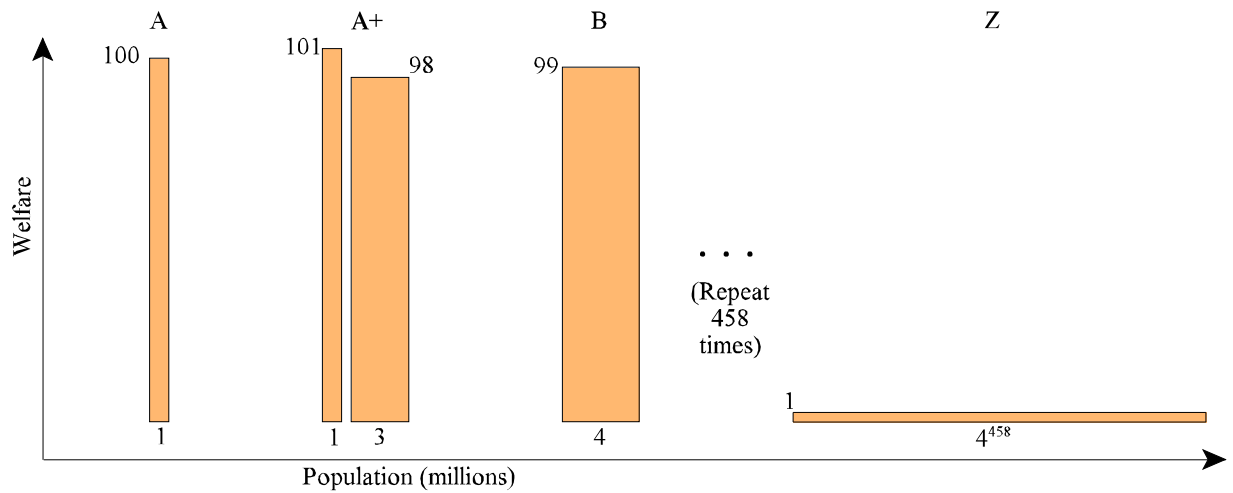 A
A+
B
Z
100
101
98
99
Welfare
. . .
(Repeat
458
times)
1
1
1
3
4
4⁴⁵⁸
Population (millions)